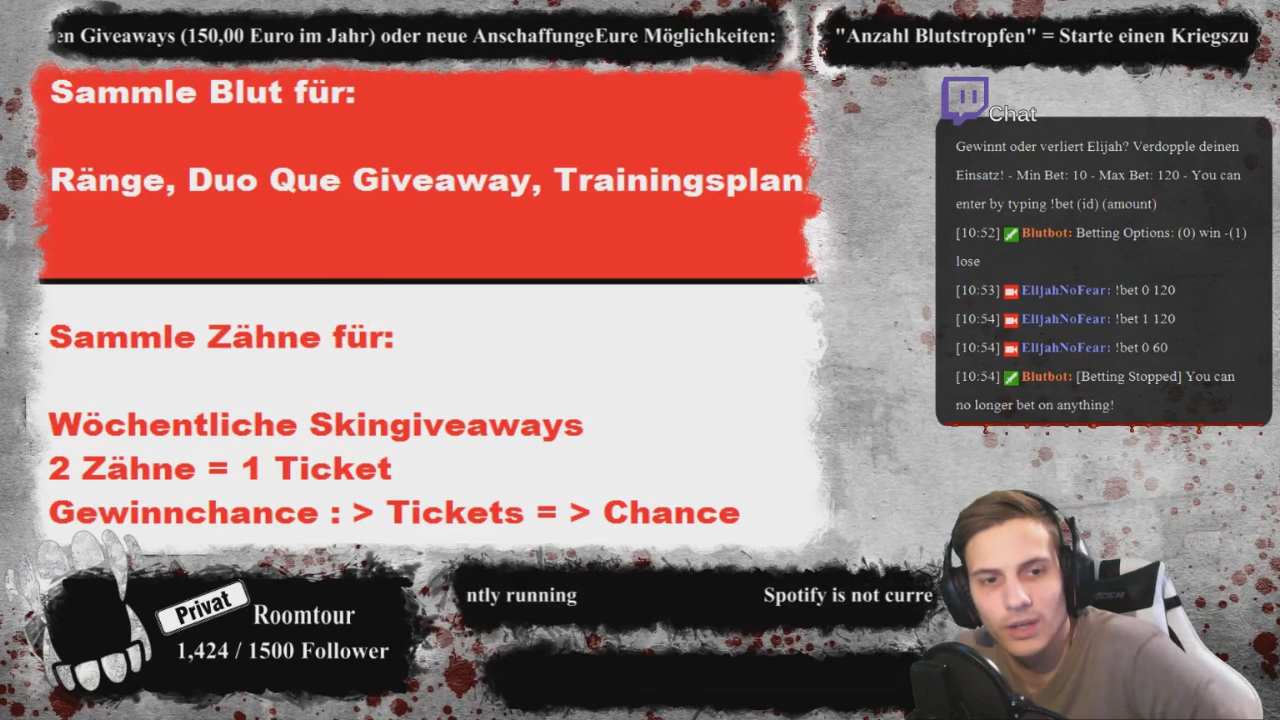 en Giveaways (150,00 Euro im Jahr) oder neue AnschaffungeEure Möglichkeiten:
"Anzahl Blutstropfen" = Starte einen Kriegszu
Sammle Blut für:
Ränge, Duo Que Giveaway, Trainingsplan
Sammle Zähne für:
Wöchentliche Skingiveaways
2 Zähne = 1 Ticket
Gewinnchance : > Tickets = > Chance
Chat
Gewinnt oder verliert Elijah? Verdopple deinen
Einsatz! - Min Bet: 10 - Max Bet: 120 - You can
enter by typing !bet (id) (amount)
[10:52] Blutbot: Betting Options: (0) win -(1)
lose
[10:53] ElijahNoFear: !bet 0 120
[10:54] ElijahNoFear: !bet 1 120
[10:54] ElijahNoFear: !bet 0 60
[10:54] Blutbot: [Betting Stopped] You can
no longer bet on anything!
Privat Roomtour
1,424 / 1500 Follower
ntly running Spotify is not curre